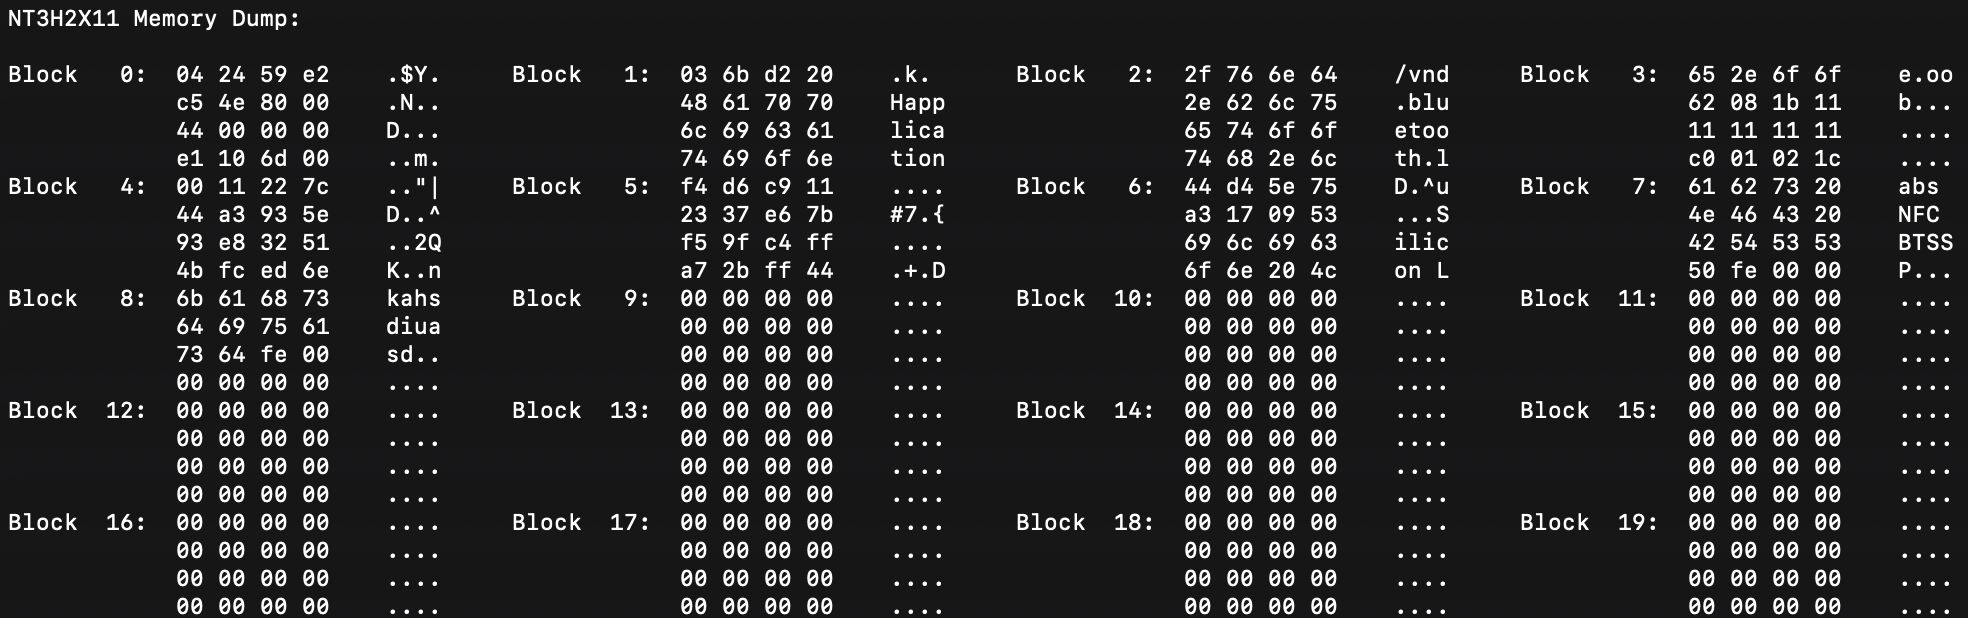 NT3H2X11 Memory Dump:
Block 0: 04 24 59 e2 .$Y. Block 1: 03 6b d2 20 .k. Block 2: 2f 76 6e 64 /vnd Block 3: 65 2e 6f 6f e.oo
c5 4e 80 00 .N.. 48 61 70 70 Happ 2e 62 6c 75 .blu 62 08 1b 11 b...
44 00 00 00 D... 6c 69 63 61 lica 65 74 6f 6f etoo 11 11 11 11 ....
e1 10 6d 00 ..m. 74 69 6f 6e tion 74 68 2e 6c th.l c0 01 02 1c ....
Block 4: 00 11 22 7c .."| Block 5: f4 d6 c9 11 .... Block 6: 44 d4 5e 75 D.^u Block 7: 61 62 73 20 abs
44 a3 93 5e D..^ 23 37 e6 7b #7.{ a3 17 09 53 ...S 4e 46 43 20 NFC
93 e8 32 51 ..2Q f5 9f c4 ff .... 69 6c 69 63 ilic 42 54 53 53 BTSS
4b fc ed 6e K..n a7 2b ff 44 .+.D 6f 6e 20 4c on L 50 fe 00 00 P...
Block 8: 6b 61 68 73 kahs Block 9: 00 00 00 00 .... Block 10: 00 00 00 00 .... Block 11: 00 00 00 00 ....
64 69 75 61 diua 00 00 00 00 .... 00 00 00 00 .... 00 00 00 00 ....
73 64 fe 00 sd.. 00 00 00 00 .... 00 00 00 00 .... 00 00 00 00 ....
00 00 00 00 .... 00 00 00 00 .... 00 00 00 00 .... 00 00 00 00 ....
Block 12: 00 00 00 00 .... Block 13: 00 00 00 00 .... Block 14: 00 00 00 00 .... Block 15: 00 00 00 00 ....
00 00 00 00 .... 00 00 00 00 .... 00 00 00 00 .... 00 00 00 00 ....
00 00 00 00 .... 00 00 00 00 .... 00 00 00 00 .... 00 00 00 00 ....
00 00 00 00 .... 00 00 00 00 .... 00 00 00 00 .... 00 00 00 00 ....
Block 16: 00 00 00 00 .... Block 17: 00 00 00 00 .... Block 18: 00 00 00 00 .... Block 19: 00 00 00 00 ....
00 00 00 00 .... 00 00 00 00 .... 00 00 00 00 .... 00 00 00 00 ....
00 00 00 00 .... 00 00 00 00 .... 00 00 00 00 .... 00 00 00 00 ....
00 00 00 00 .... 00 00 00 00 .... 00 00 00 00 .... 00 00 00 00 ....